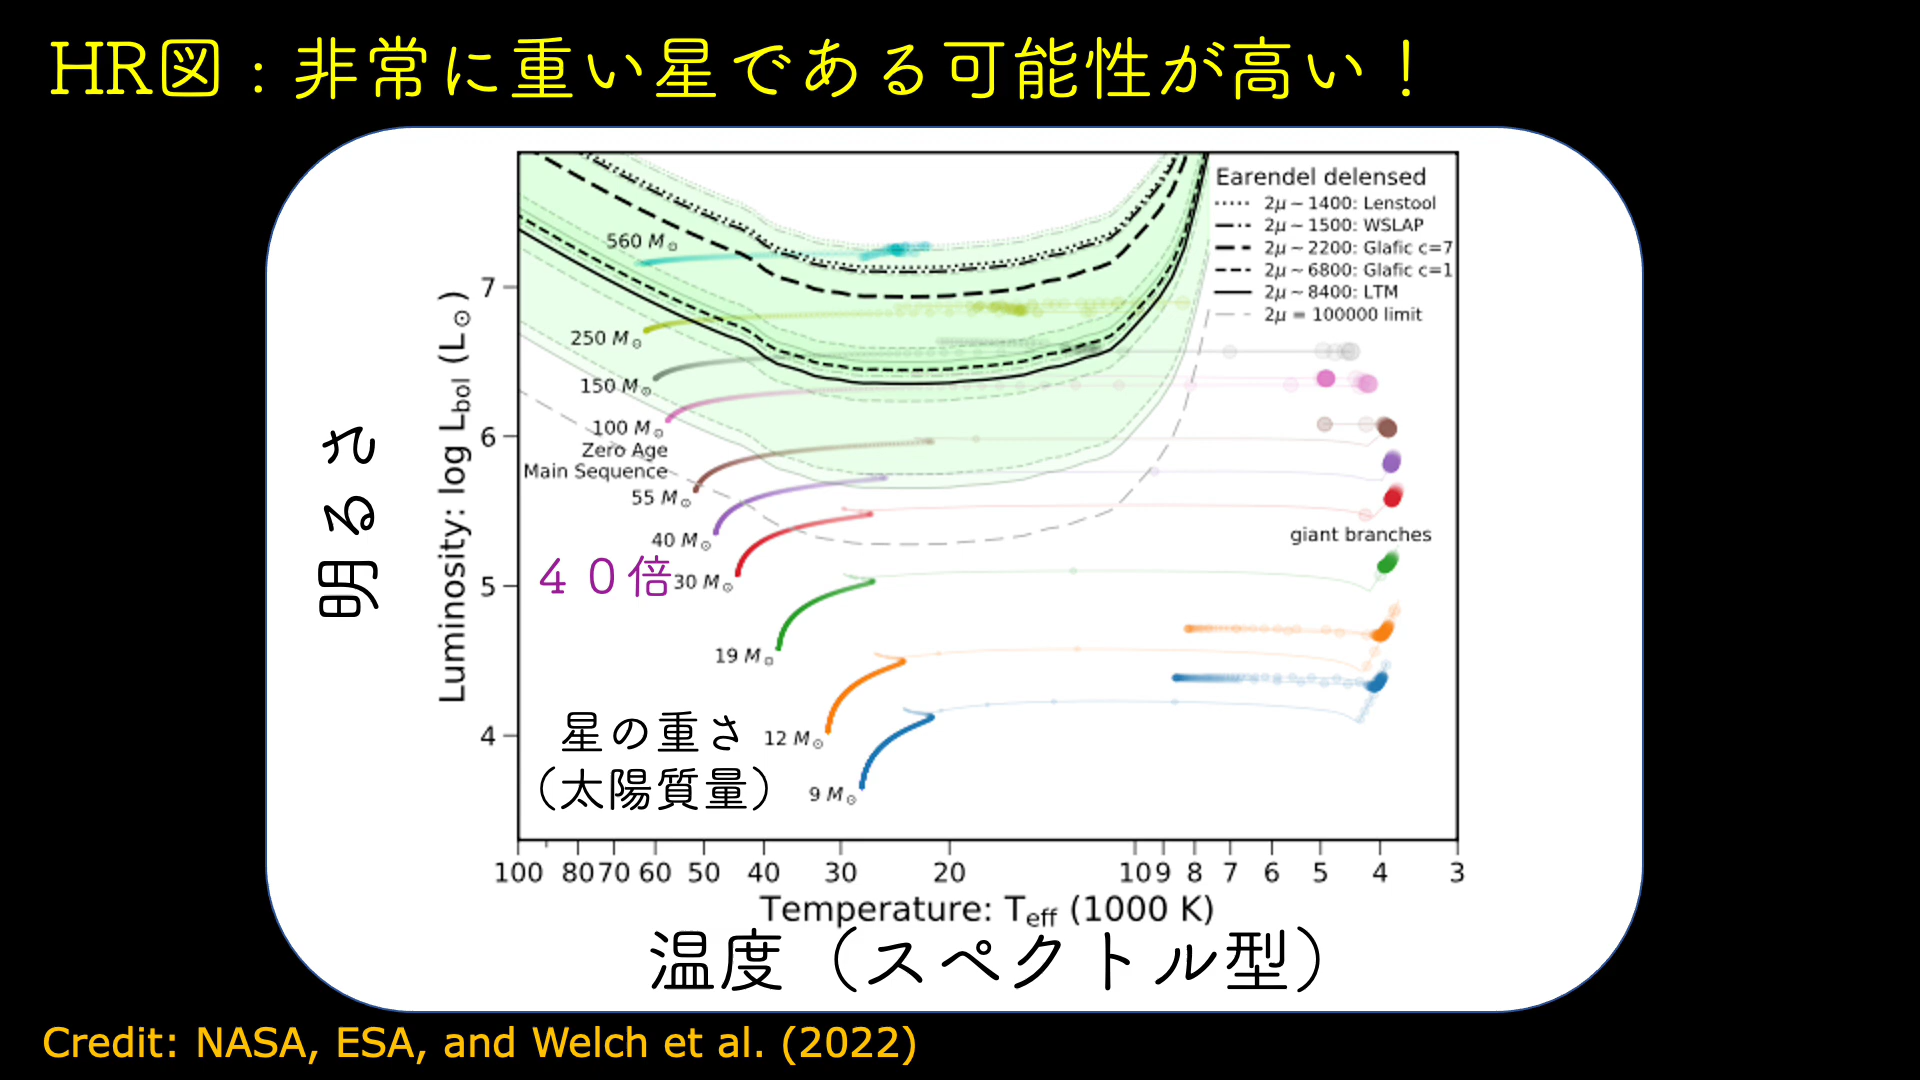 HR図：非常に重い星である可能性が高い！
Earendel delensed
2μ ~ 1400: Lenstool
2μ ~ 1500: WSLAP
2μ ~ 2200: Glafic c=7
2μ ~ 6800: Glafic c=1
2μ ~ 8400: LTM
2μ = 100000 limit
560 M⊙
250 M⊙
150 M⊙
100 M⊙
Zero Age
Main Sequence
55 M⊙
40 M⊙
４０倍
30 M⊙
19 M⊙
12 M⊙
9 M⊙
giant branches
星の重さ
（太陽質量）
明るさ
Luminosity: log L_bol (L⊙)
7
6
5
4
100 80 70 60 50 40 30 20 10 9 8 7 6 5 4 3
Temperature: T_eff (1000 K)
温度（スペクトル型）
Credit: NASA, ESA, and Welch et al. (2022)